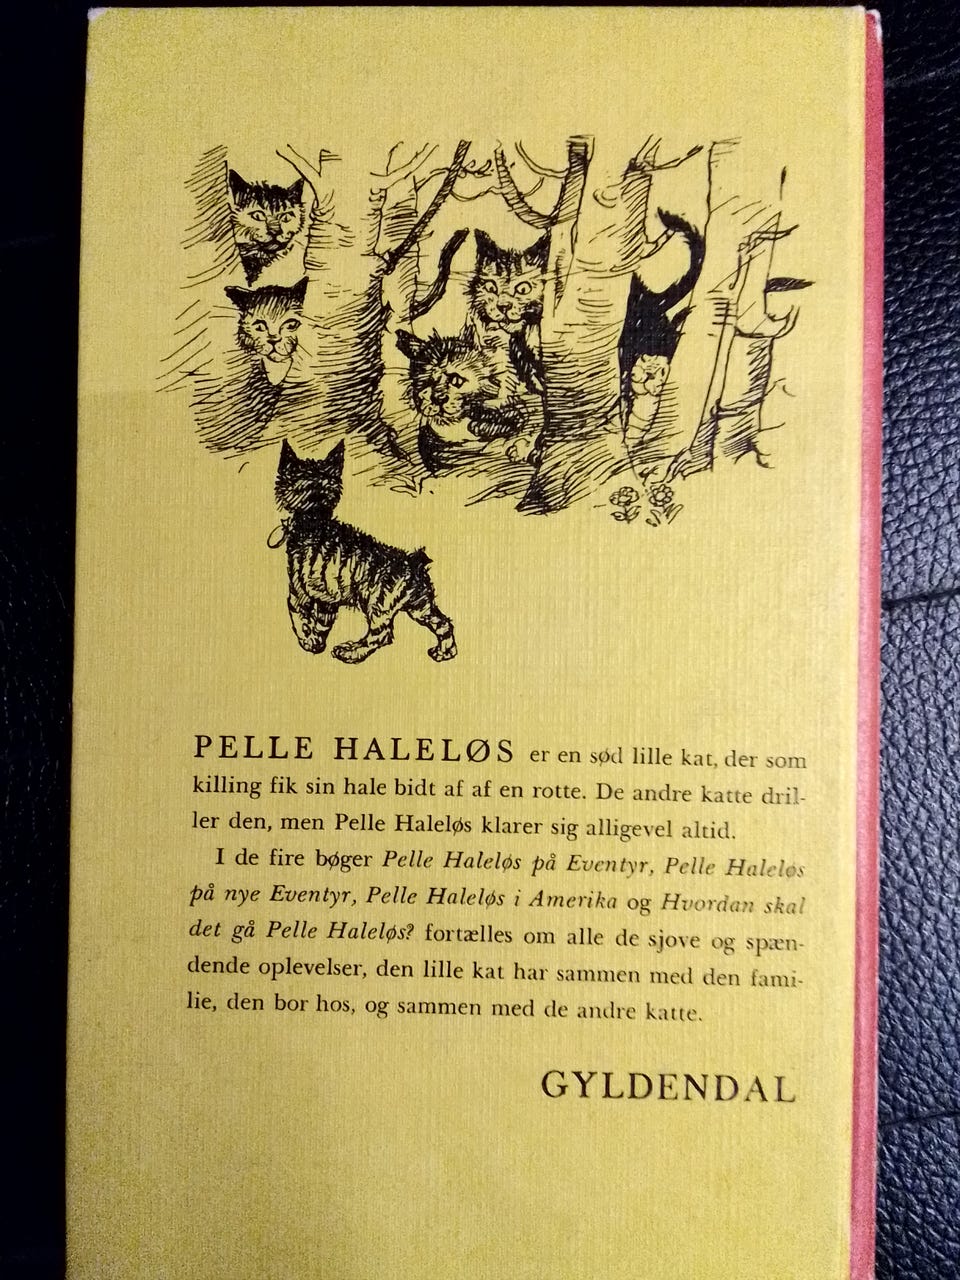 PELLE HALELØS er en sød lille kat, der som
killing fik sin hale bidt af af en rotte. De andre katte dril-
ler den, men Pelle Haleløs klarer sig alligevel altid.
I de fire bøger Pelle Haleløs på Eventyr, Pelle Haleløs
på nye Eventyr, Pelle Haleløs i Amerika og Hvordan skal
det gå Pelle Haleløs? fortælles om alle de sjove og spæn-
dende oplevelser, den lille kat har sammen med den fami-
lie, den bor hos, og sammen med de andre katte.
GYLDENDAL